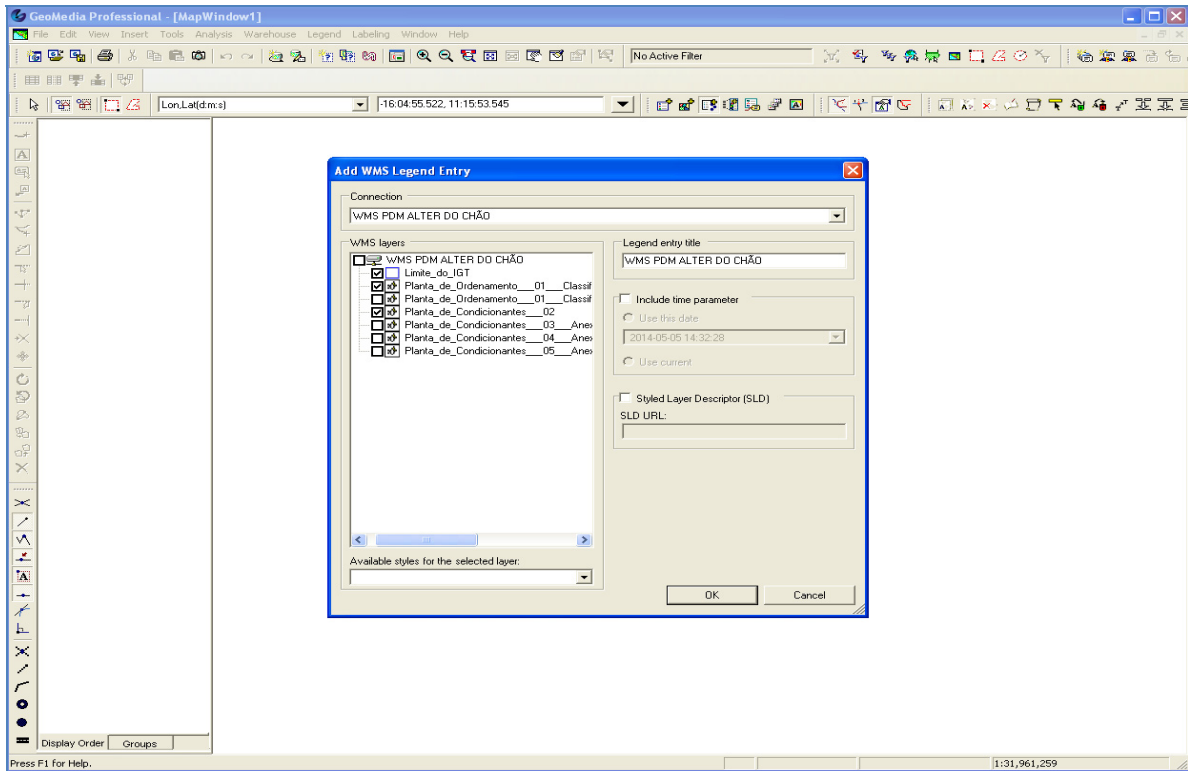 GeoMedia Professional - [MapWindow1]
File Edit View Insert Tools Analysis Warehouse Legend Labeling Window Help
No Active Filter
Lon,Lat(d:m:s)
-16:04:55.522, 11:15:53.545
Add WMS Legend Entry
Connection
WMS PDM ALTER DO CHÃO
WMS layers
WMS PDM ALTER DO CHÃO
Limite_do_IGT
Planta_de_Ordenamento___01___Classif
Planta_de_Ordenamento___01___Classif
Planta_de_Condicionantes___02
Planta_de_Condicionantes___03___Anex
Planta_de_Condicionantes___04___Anex
Planta_de_Condicionantes___05___Anex
Available styles for the selected layer:
Legend entry title
WMS PDM ALTER DO CHÃO
Include time parameter
Use this date
2014-05-05 14:32:28
Use current
Styled Layer Descriptor (SLD)
SLD URL:
OK Cancel
Display Order Groups
Press F1 for Help.
1:31,961,259